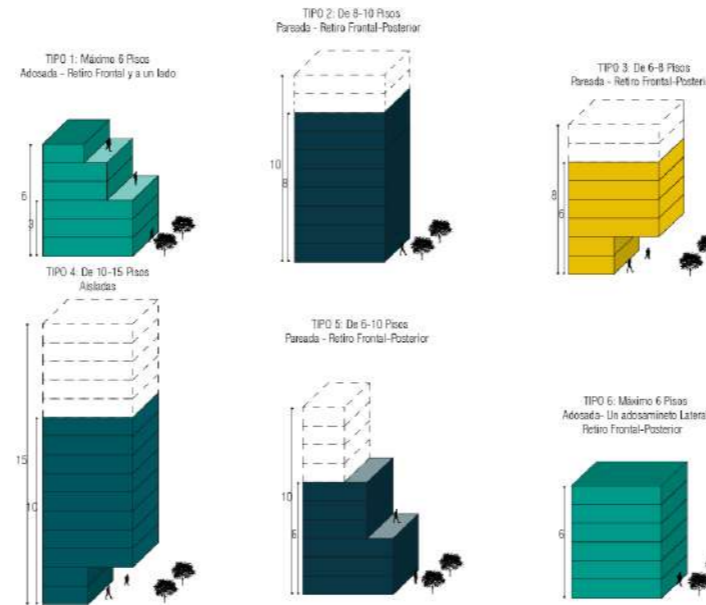 TIPO 1: Máximo 6 Pisos
Adosada - Retiro Frontal y a un lado
6
3
TIPO 2: De 8-10 Pisos
Pareada - Retiro Frontal-Posterior
10
8
TIPO 3: De 6-8 Pisos
Pareada - Retiro Frontal-Posteri
8
6
TIPO 4: De 10-15 Pisos
Aisladas
15
10
TIPO 5: De 6-10 Pisos
Pareada - Retiro Frontal-Posterior
10
6
TIPO 6: Máximo 6 Pisos
Adosada- Un adosamineto Latera
Retiro Frontal-Posterior
6